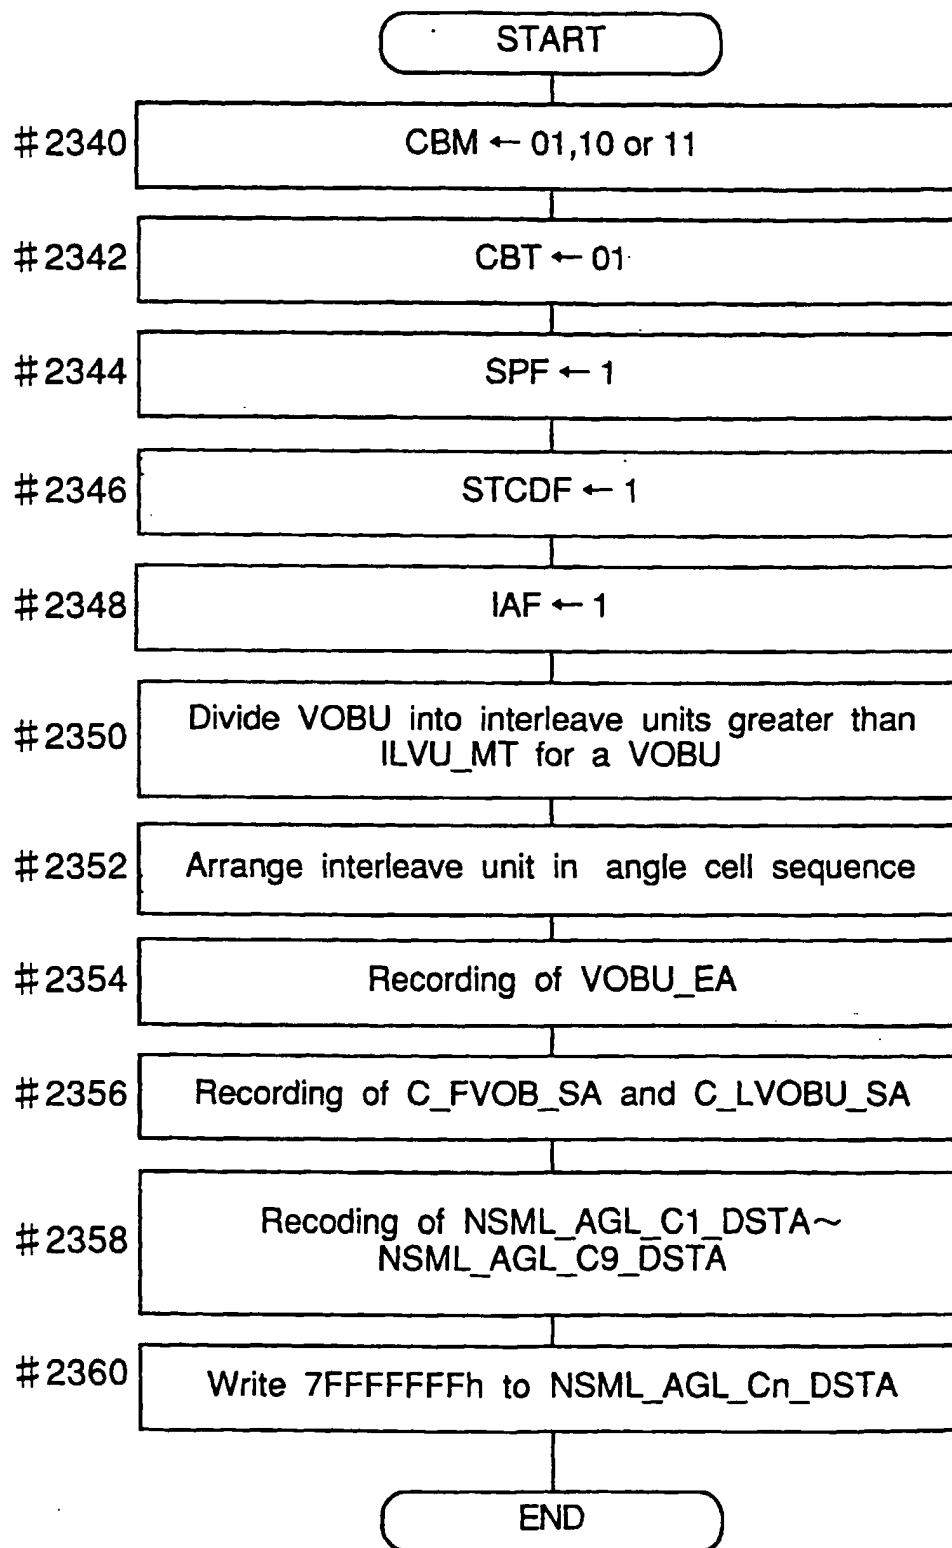 START
#2340 CBM ← 01,10 or 11
#2342 CBT ← 01
#2344 SPF ← 1
#2346 STCDF ← 1
#2348 IAF ← 1
#2350 Divide VOBU into interleave units greater than
ILVU_MT for a VOBU
#2352 Arrange interleave unit in angle cell sequence
#2354 Recording of VOBU_EA
#2356 Recording of C_FVOB_SA and C_LVOBU_SA
#2358 Recoding of NSML_AGL_C1_DSTA~
NSML_AGL_C9_DSTA
#2360 Write 7FFFFFFFh to NSML_AGL_Cn_DSTA
END